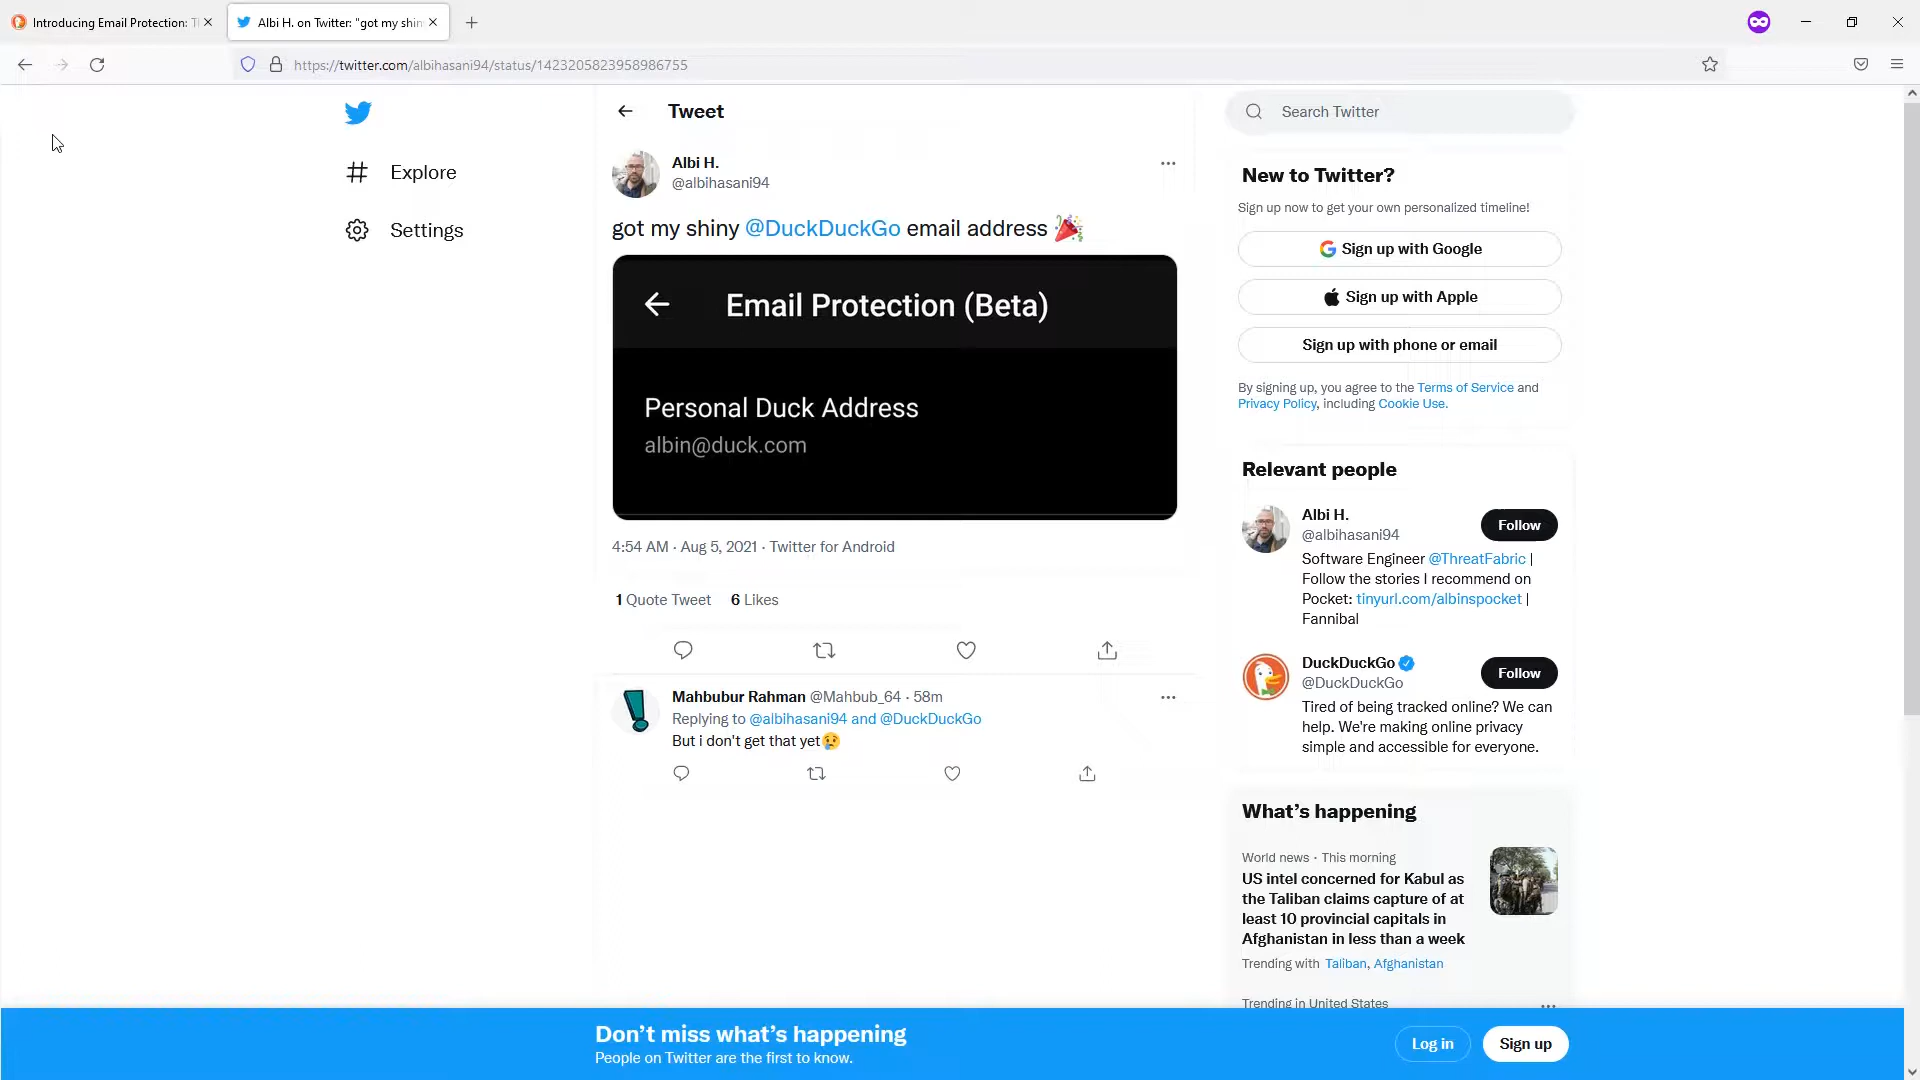 Introducing Email Protection: T
Albi H. on Twitter: "got my shin
https://twitter.com/albihasani94/status/1423205823958986755
Explore
Settings
Tweet
Albi H.
@albihasani94
got my shiny @DuckDuckGo email address 🎉
Email Protection (Beta)
Personal Duck Address
albin@duck.com
4:54 AM · Aug 5, 2021 · Twitter for Android
1 Quote Tweet 6 Likes
Mahbubur Rahman @Mahbub_64 · 58m
Replying to @albihasani94 and @DuckDuckGo
But i don't get that yet😢
Search Twitter
New to Twitter?
Sign up now to get your own personalized timeline!
Sign up with Google
Sign up with Apple
Sign up with phone or email
By signing up, you agree to the Terms of Service and
Privacy Policy, including Cookie Use.
Relevant people
Albi H.
@albihasani94
Follow
Software Engineer @ThreatFabric |
Follow the stories I recommend on
Pocket: tinyurl.com/albinspocket |
Fannibal
DuckDuckGo
@DuckDuckGo
Follow
Tired of being tracked online? We can
help. We're making online privacy
simple and accessible for everyone.
What's happening
World news · This morning
US intel concerned for Kabul as
the Taliban claims capture of at
least 10 provincial capitals in
Afghanistan in less than a week
Trending with Taliban, Afghanistan
Trending in United States
Don't miss what's happening
People on Twitter are the first to know.
Log in
Sign up